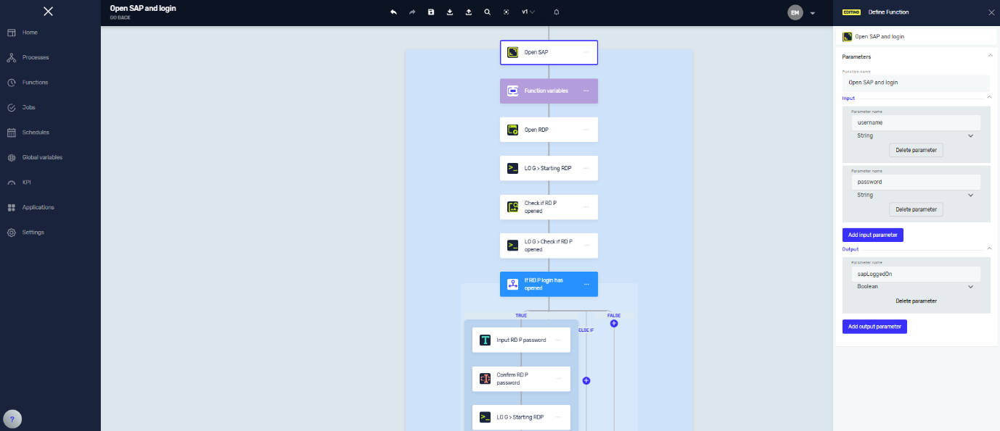 Open SAP and login
GO BACK
v1
EM
Home
Processes
Functions
Jobs
Schedules
Global variables
KPI
Applications
Settings
?
Open SAP
Function variables
Open RDP
LO G > Starting RDP
Check if RD P
opened
LO G > Check if RD P
opened
If RD P login has
opened
TRUE
FALSE
ELSE IF
Input RD P password
Confirm RD P
password
LO G > Starting RDP
EDITING
Define Function
Open SAP and login
Parameters
Function name
Open SAP and login
Input
Parameter name
username
String
Delete parameter
Parameter name
password
String
Delete parameter
Add input parameter
Output
Parameter name
sapLoggedOn
Boolean
Delete parameter
Add output parameter